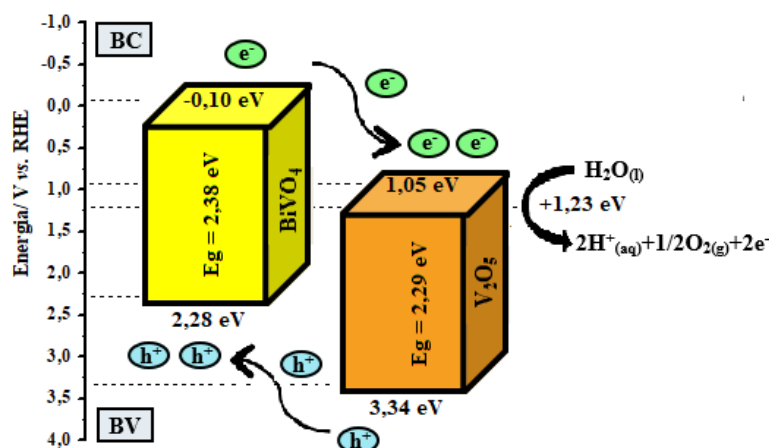 Energia/ V vs. RHE
-1,0
-0,5
0,0
0,5
1,0
1,5
2,0
2,5
3,0
3,5
4,0
BC
e-
e-
e- e-
-0,10 eV
Eg = 2,38 eV
BiVO4
2,28 eV
1,05 eV
Eg = 2,29 eV
V2O5
3,34 eV
H2O(l)
+1,23 eV
2H+(aq)+1/2O2(g)+2e-
h+ h+
h+
h+
BV